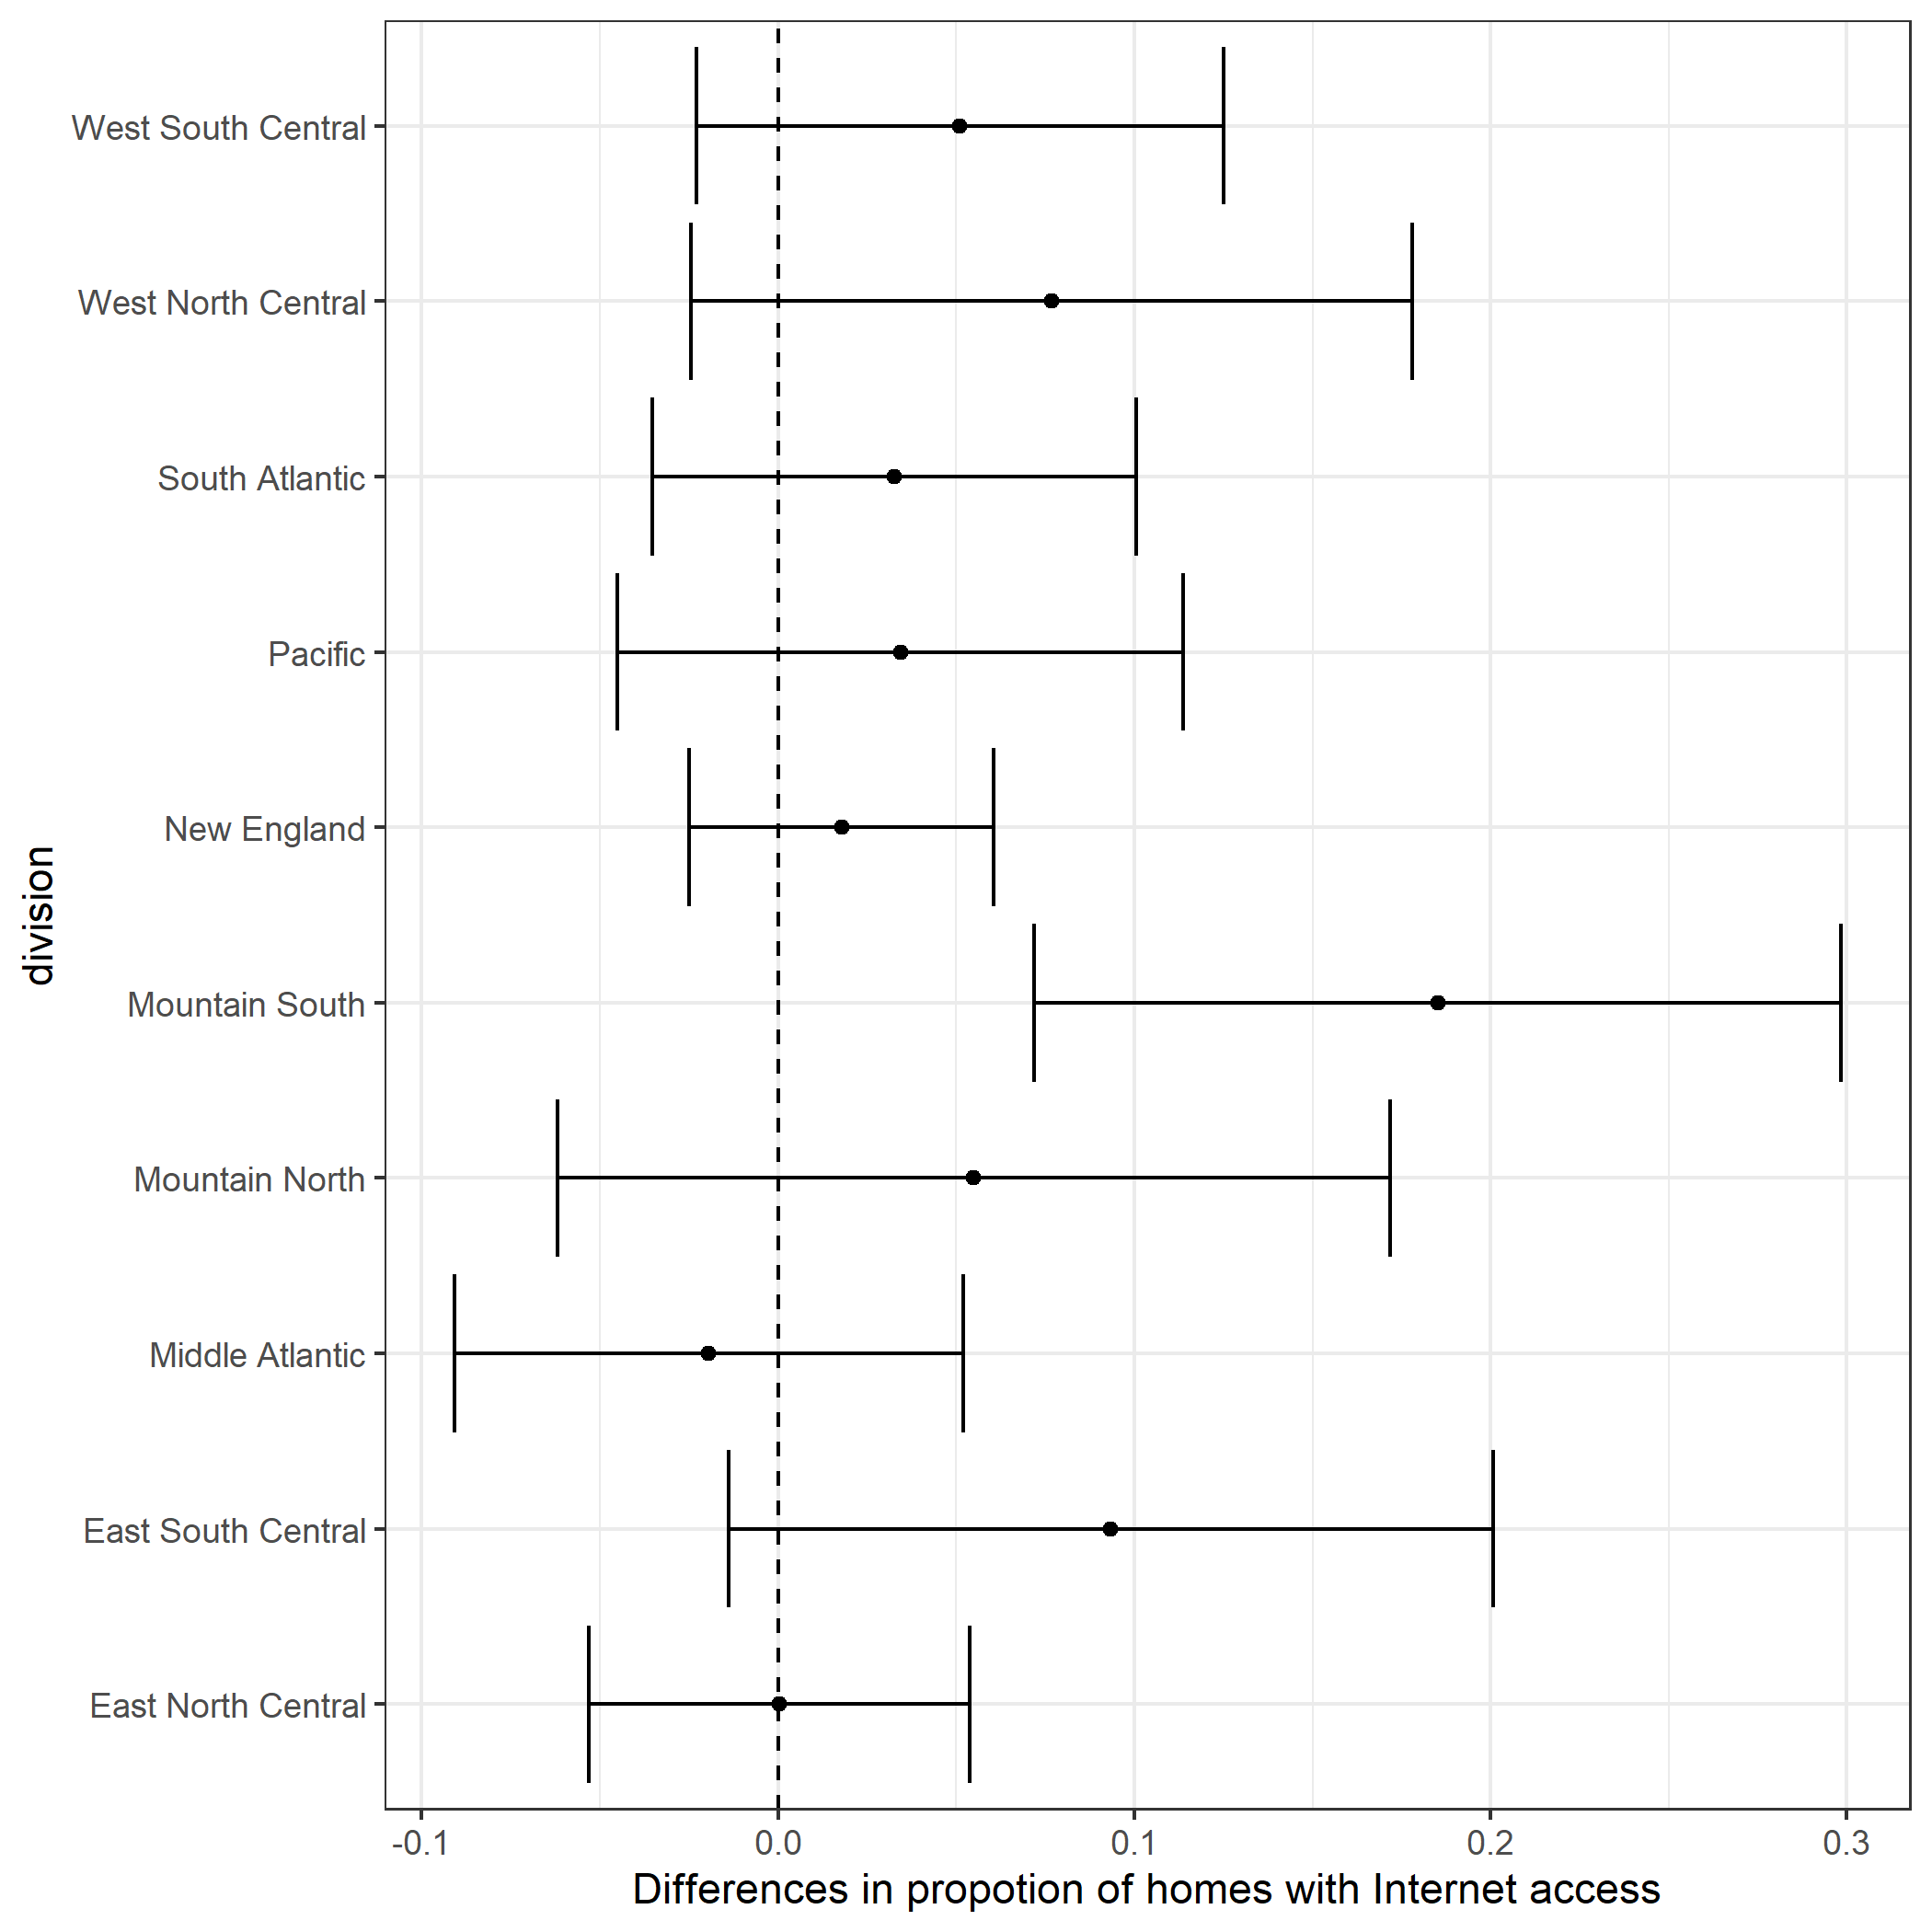 West South Central
West North Central
South Atlantic
Pacific
New England
division
Mountain South
Mountain North
Middle Atlantic
East South Central
East North Central
-0.1 0.0 0.1 0.2 0.3
Differences in propotion of homes with Internet access